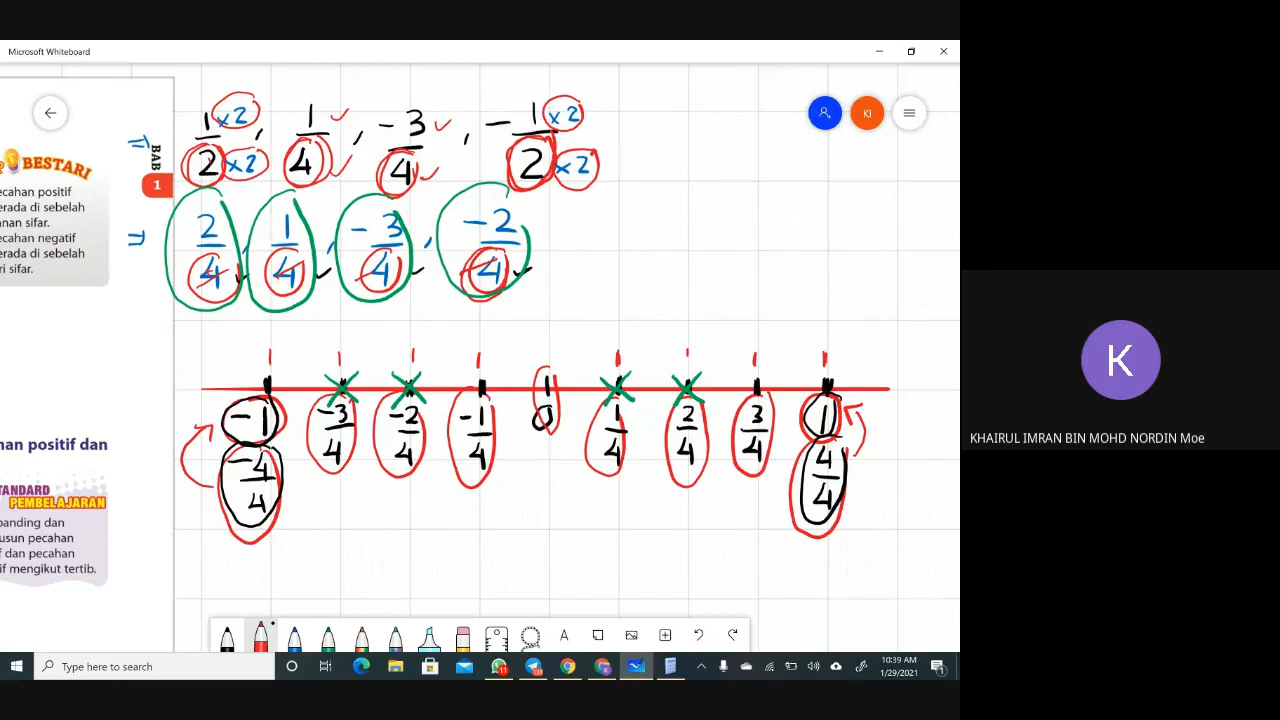 Microsoft Whiteboard
BAB
1
BESTARI
ecahan positif
erada di sebelah
nan sifar.
ecahan negatif
erada di sebelah
ri sifar.
han positif dan
TANDARD
PEMBELAJARAN
banding dan
usun pecahan
f dan pecahan
if mengikut tertib.
⇒ 1/2 ×2 ×2, 1/4, -3/4, -1/2 ×2 ×2
⇒ 2/4, 1/4, -3/4, -2/4
-1 -3/4 -2/4 -1/4 0 1/4 2/4 3/4 1
-4/4 4/4
KI
K
KHAIRUL IMRAN BIN MOHD NORDIN Moe
A
Type here to search
11
10:39 AM
1/29/2021
1